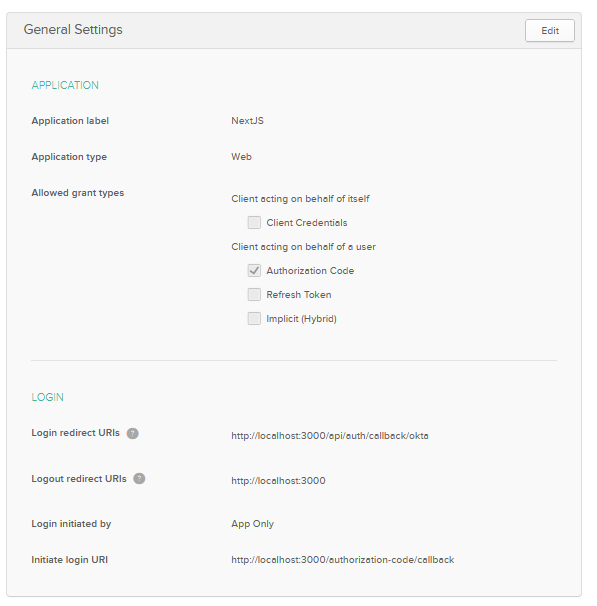 General Settings
Edit
APPLICATION
Application label NextJS
Application type Web
Allowed grant types
Client acting on behalf of itself
Client Credentials
Client acting on behalf of a user
Authorization Code
Refresh Token
Implicit (Hybrid)
LOGIN
Login redirect URIs ? http://localhost:3000/api/auth/callback/okta
Logout redirect URIs ? http://localhost:3000
Login initiated by App Only
Initiate login URI http://localhost:3000/authorization-code/callback